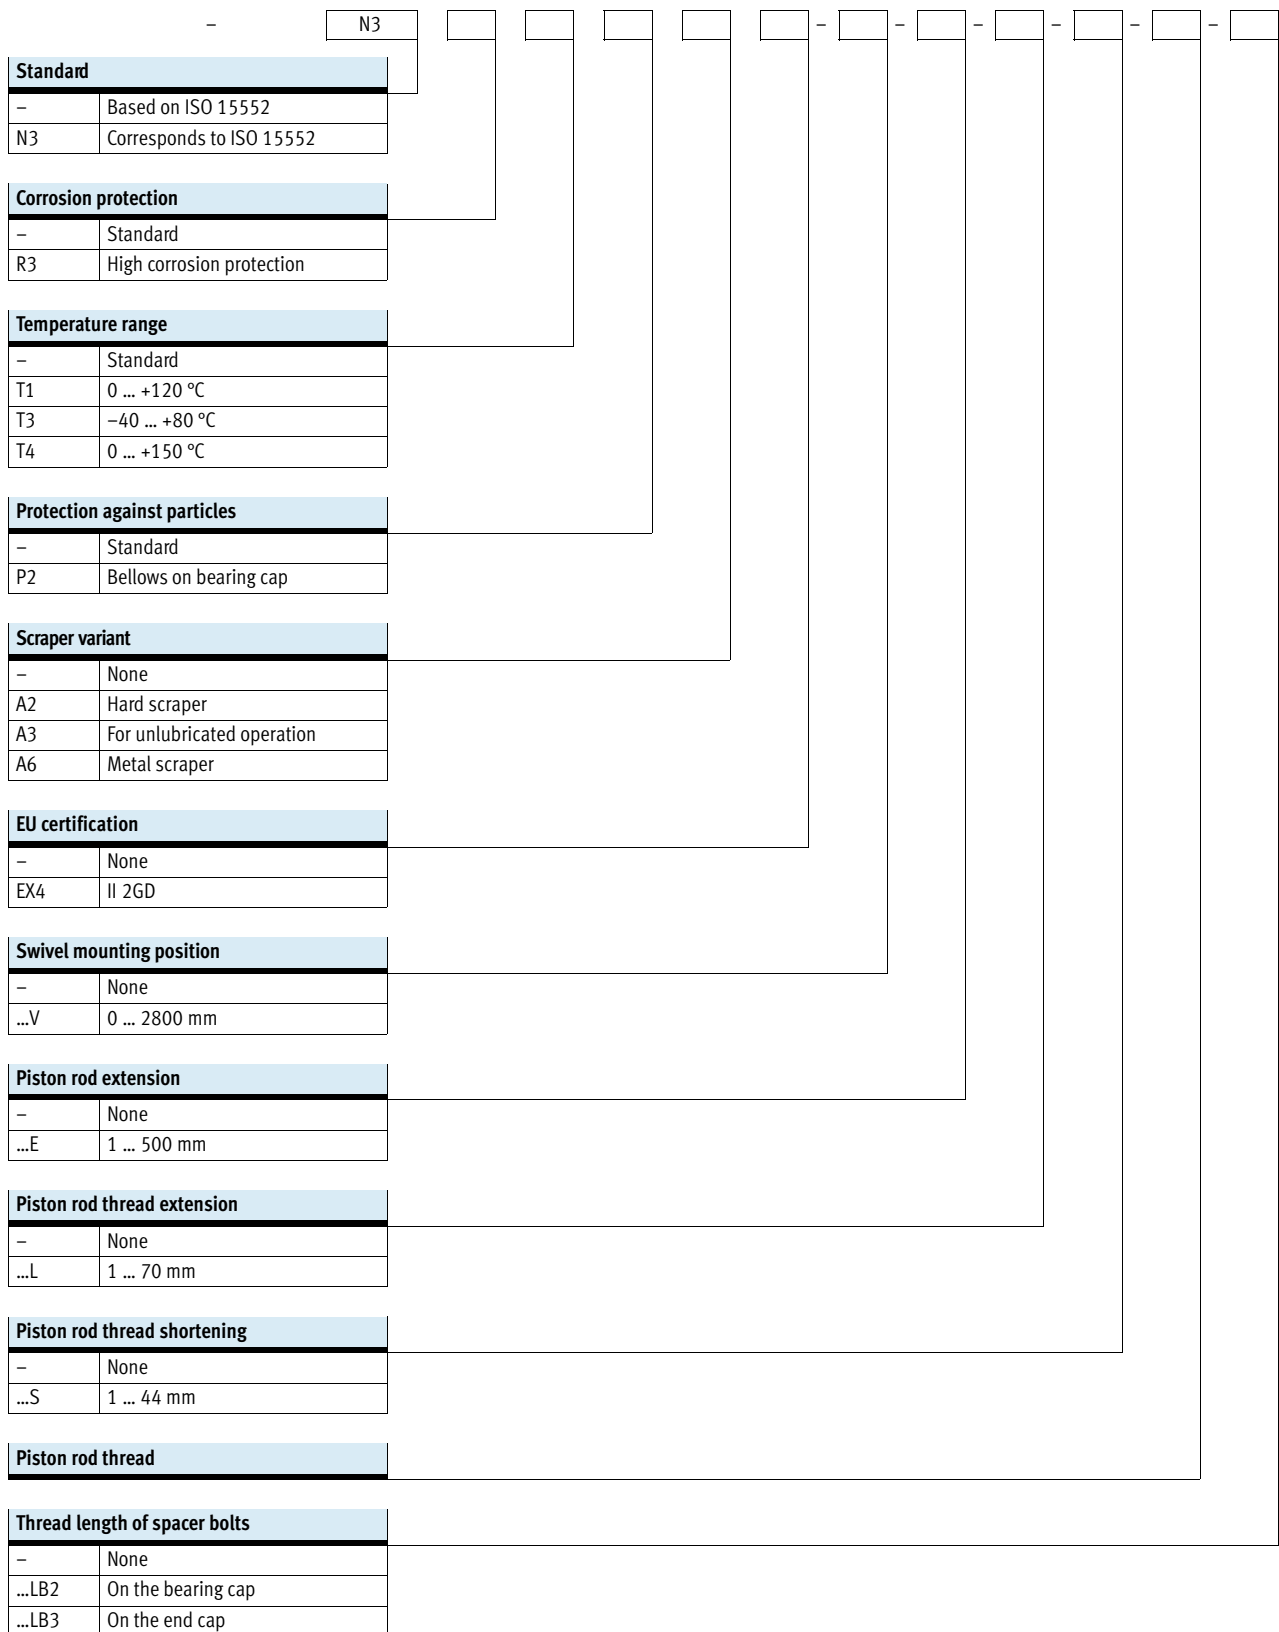 – N3 – – – – – –
Standard
– Based on ISO 15552
N3 Corresponds to ISO 15552
Corrosion protection
– Standard
R3 High corrosion protection
Temperature range
– Standard
T1 0 ... +120 °C
T3 –40 ... +80 °C
T4 0 ... +150 °C
Protection against particles
– Standard
P2 Bellows on bearing cap
Scraper variant
– None
A2 Hard scraper
A3 For unlubricated operation
A6 Metal scraper
EU certification
– None
EX4 II 2GD
Swivel mounting position
– None
...V 0 ... 2800 mm
Piston rod extension
– None
...E 1 ... 500 mm
Piston rod thread extension
– None
...L 1 ... 70 mm
Piston rod thread shortening
– None
...S 1 ... 44 mm
Piston rod thread
Thread length of spacer bolts
– None
...LB2 On the bearing cap
...LB3 On the end cap